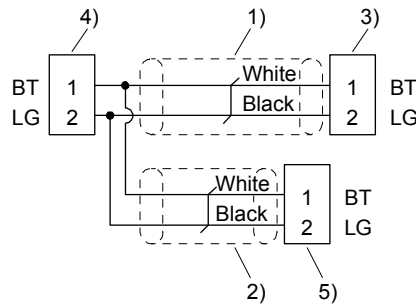 4) 1) 3)
White
BT 1 1 BT
Black
LG 2 2 LG
White
1 BT
Black
2 LG
2) 5)